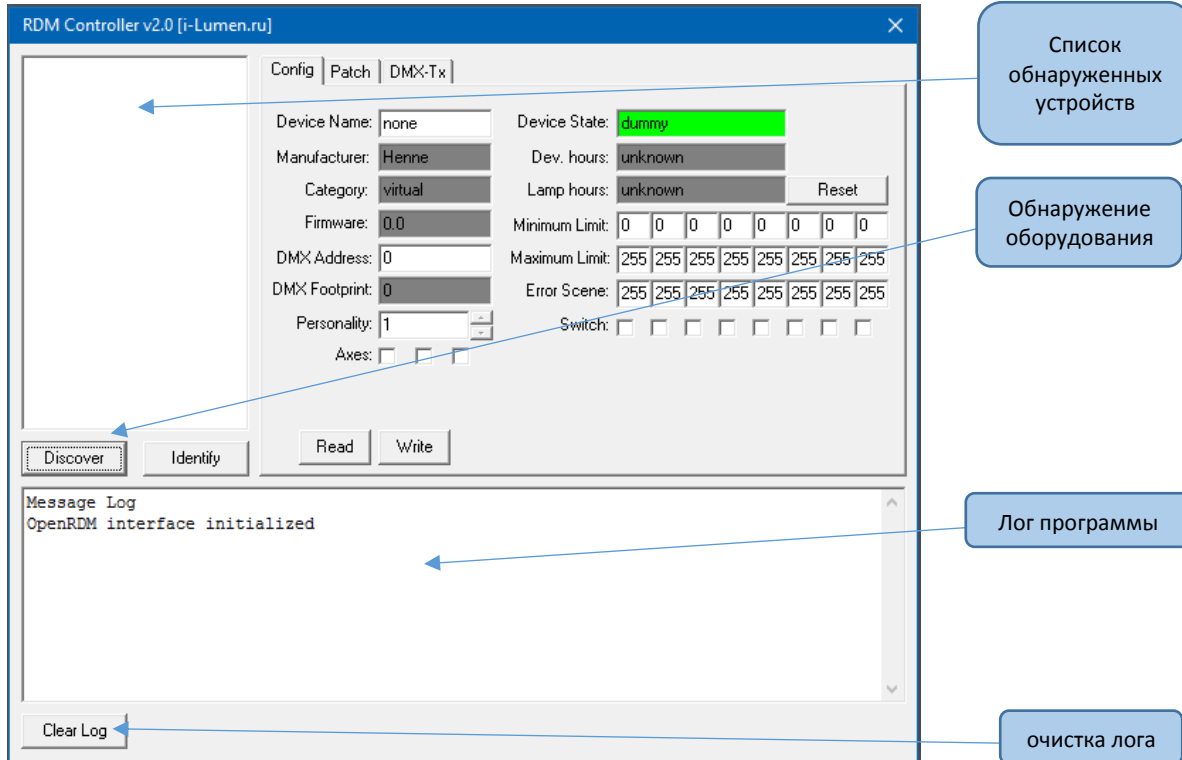 RDM Controller v2.0 [i-Lumen.ru]
Список
обнаруженных
устройств
Config Patch DMX-Tx
Device Name: none Device State: dummy
Manufacturer: Henne Dev. hours: unknown
Category: virtual Lamp hours: unknown Reset
Firmware: 0.0 Minimum Limit: 0 0 0 0 0 0 0 0
Обнаружение
оборудования
DMX Address: 0 Maximum Limit: 255 255 255 255 255 255 255 255
DMX Footprint: 0 Error Scene: 255 255 255 255 255 255 255 255
Personality: 1 Switch:
Axes:
Read Write
Discover Identify
Message Log
OpenRDM interface initialized
Лог программы
Clear Log
очистка лога